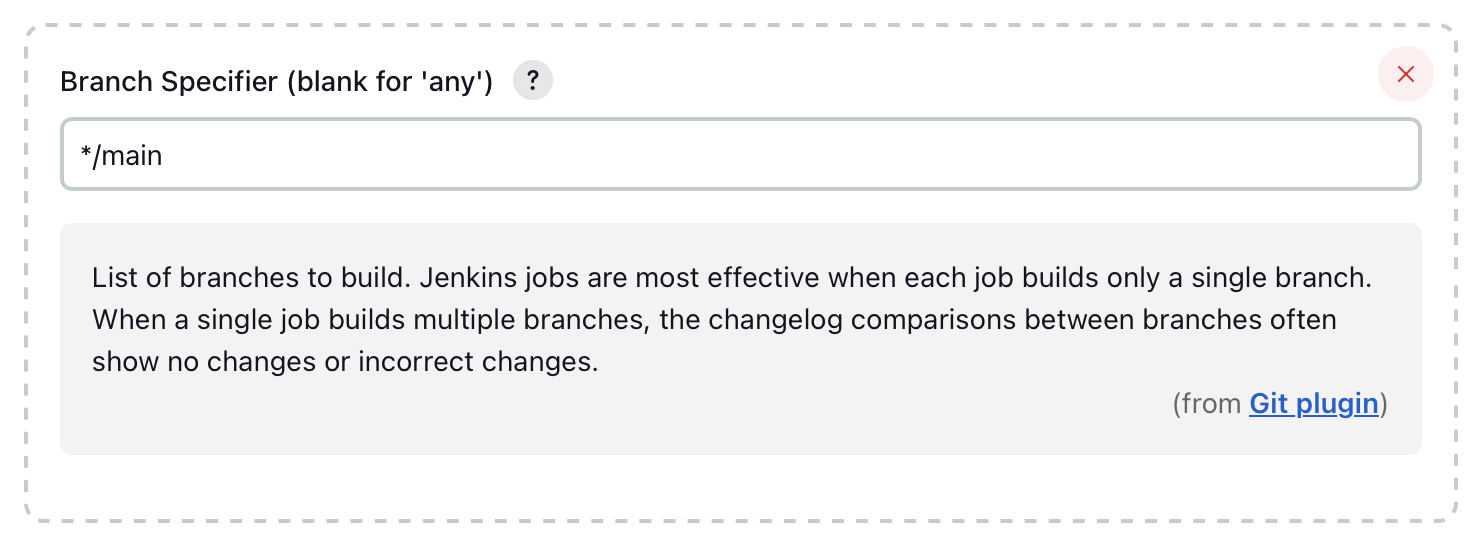 Branch Specifier (blank for 'any') ?
*/main
List of branches to build. Jenkins jobs are most effective when each job builds only a single branch.
When a single job builds multiple branches, the changelog comparisons between branches often
show no changes or incorrect changes.
(from Git plugin)